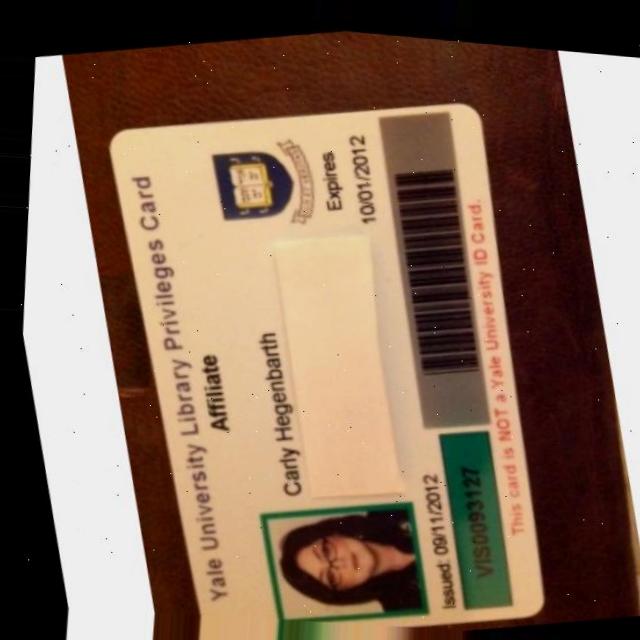 Yale University Library Privileges Card
Affiliate
Carly Hegenbarth
Expires
10/01/2012
Issued: 09/11/2012
VIS0093127
This card is NOT a Yale University ID Card.